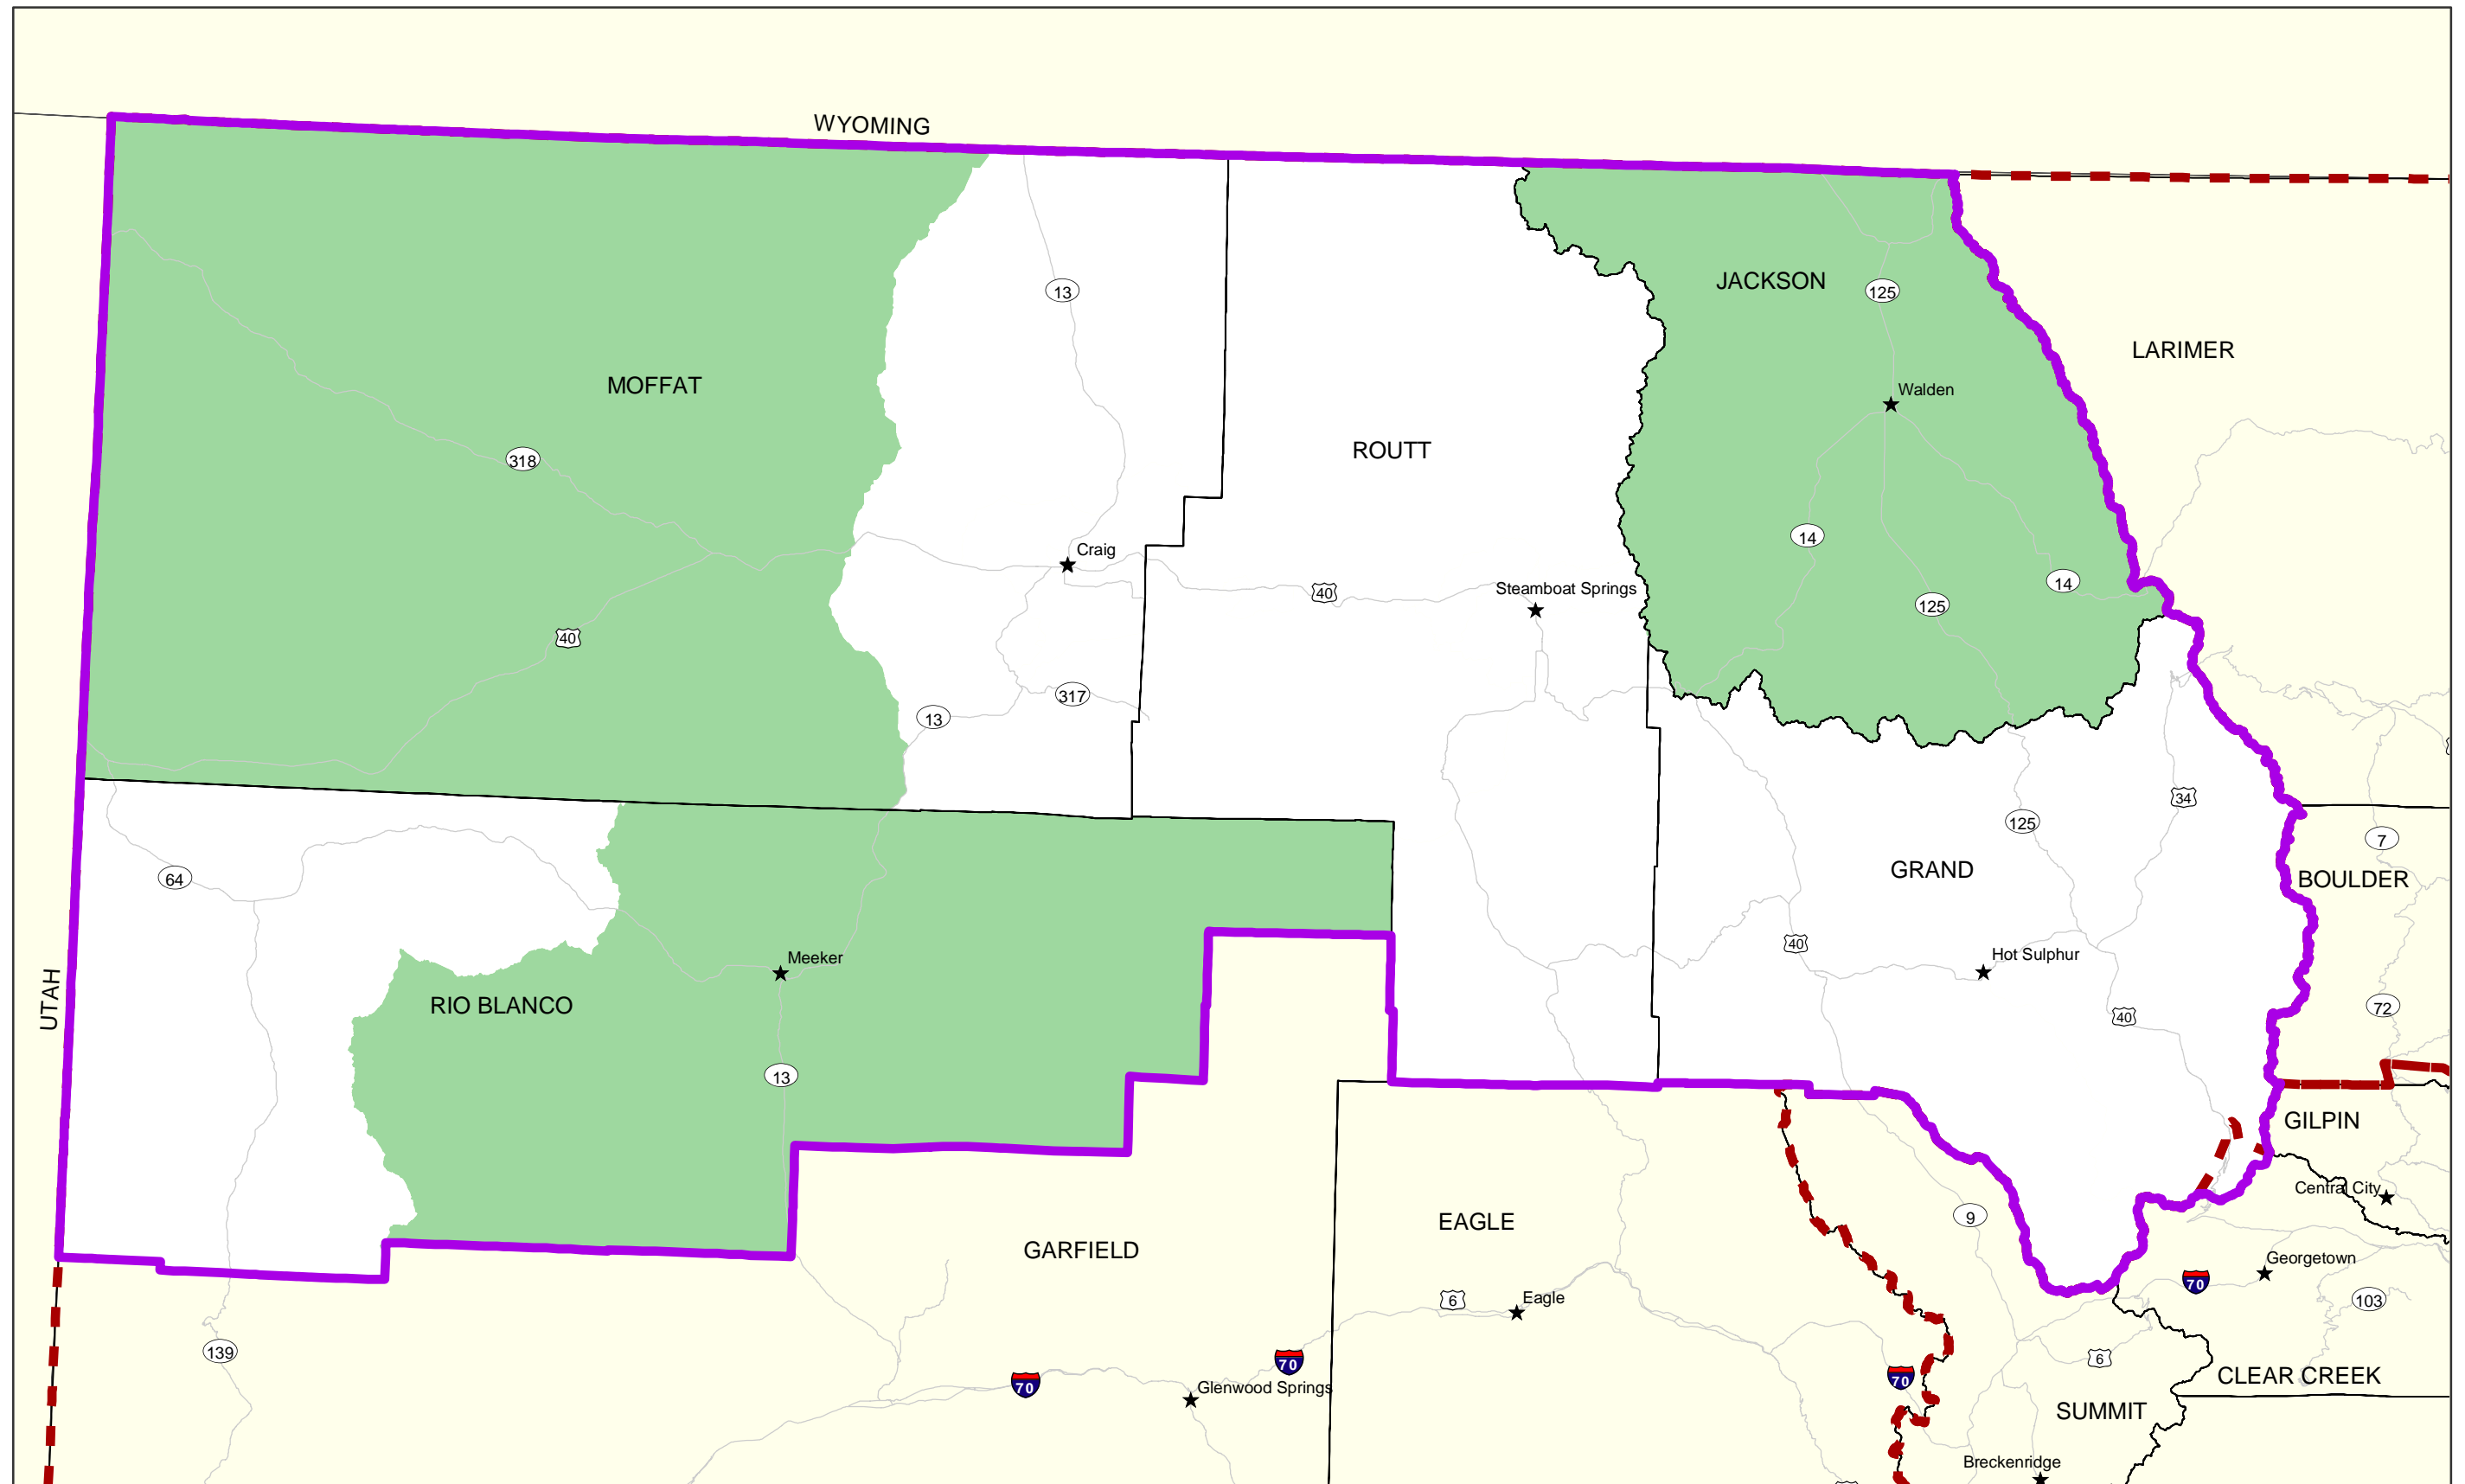 WYOMING
13
JACKSON
125
LARIMER
MOFFAT
Walden
ROUTT
318
14
Craig
14
40
Steamboat Springs
125
40
317
13
34
125
7
64
GRAND
BOULDER
40
Meeker
Hot Sulphur
UTAH
RIO BLANCO
72
40
13
GILPIN
Central City
9
EAGLE
GARFIELD
Georgetown
70
103
6
Eagle
139
6
70
70
70
CLEAR CREEK
Glenwood Springs
SUMMIT
Breckenridge